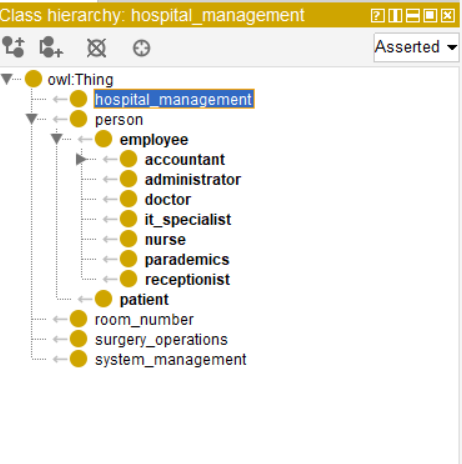 Class hierarchy: hospital_management
Asserted
owl:Thing
hospital_management
person
employee
accountant
administrator
doctor
it_specialist
nurse
parademics
receptionist
patient
room_number
surgery_operations
system_management